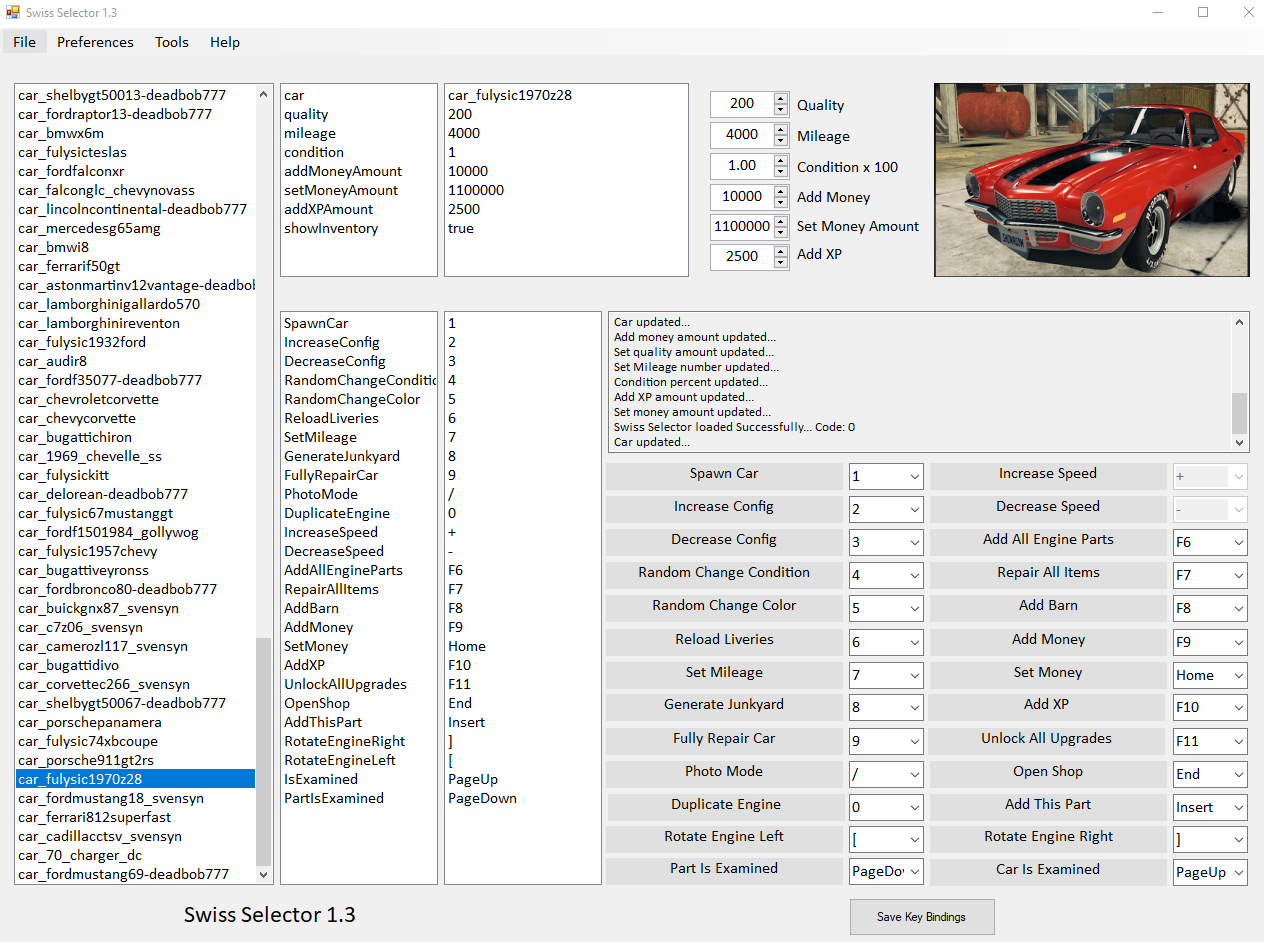 Swiss Selector 1.3
File Preferences Tools Help
car_shelbygt50013-deadbob777
car_fordraptor13-deadbob777
car_bmwx6m
car_fulysicteslas
car_fordfalconxr
car_falconglc_chevynovass
car_lincolncontinental-deadbob777
car_mercedesg65amg
car_bmwi8
car_ferrarif50gt
car_astonmartinv12vantage-deadbol
car_lamborghinigallardo570
car_lamborghinireventon
car_fulysic1932ford
car_audir8
car_fordf35077-deadbob777
car_chevroletcorvette
car_chevycorvette
car_bugattichiron
car_1969_chevelle_ss
car_fulysickitt
car_delorean-deadbob777
car_fulysic67mustanggt
car_fordf1501984_gollywog
car_fulysic1957chevy
car_bugattiveyronss
car_fordbronco80-deadbob777
car_buickgnx87_svensyn
car_c7z06_svensyn
car_camerozl117_svensyn
car_bugattidivo
car_corvettec266_svensyn
car_shelbygt50067-deadbob777
car_porschepanamera
car_fulysic74xbcoupe
car_porsche911gt2rs
car_fulysic1970z28
car_fordmustang18_svensyn
car_ferrari812superfast
car_cadillacctsv_svensyn
car_70_charger_dc
car_fordmustang69-deadbob777
car
quality
mileage
condition
addMoneyAmount
setMoneyAmount
addXPAmount
showInventory
car_fulysic1970z28
200
4000
1
10000
1100000
2500
true
200 Quality
4000 Mileage
1.00 Condition x 100
10000 Add Money
1100000 Set Money Amount
2500 Add XP
SpawnCar
IncreaseConfig
DecreaseConfig
RandomChangeConditic
RandomChangeColor
ReloadLiveries
SetMileage
GenerateJunkyard
FullyRepairCar
PhotoMode
DuplicateEngine
IncreaseSpeed
DecreaseSpeed
AddAllEngineParts
RepairAllItems
AddBarn
AddMoney
SetMoney
AddXP
UnlockAllUpgrades
OpenShop
AddThisPart
RotateEngineRight
RotateEngineLeft
IsExamined
PartIsExamined
1
2
3
4
5
6
7
8
9
/
0
+
-
F6
F7
F8
F9
Home
F10
F11
End
Insert
]
[
PageUp
PageDown
Car updated...
Add money amount updated...
Set quality amount updated...
Set Mileage number updated...
Condition percent updated...
Add XP amount updated...
Set money amount updated...
Swiss Selector loaded Successfully... Code: 0
Car updated...
Spawn Car 1 Increase Speed +
Increase Config 2 Decrease Speed -
Decrease Config 3 Add All Engine Parts F6
Random Change Condition 4 Repair All Items F7
Random Change Color 5 Add Barn F8
Reload Liveries 6 Add Money F9
Set Mileage 7 Set Money Home
Generate Junkyard 8 Add XP F10
Fully Repair Car 9 Unlock All Upgrades F11
Photo Mode / Open Shop End
Duplicate Engine 0 Add This Part Insert
Rotate Engine Left [ Rotate Engine Right ]
Part Is Examined PageDov Car Is Examined PageUp
Swiss Selector 1.3
Save Key Bindings